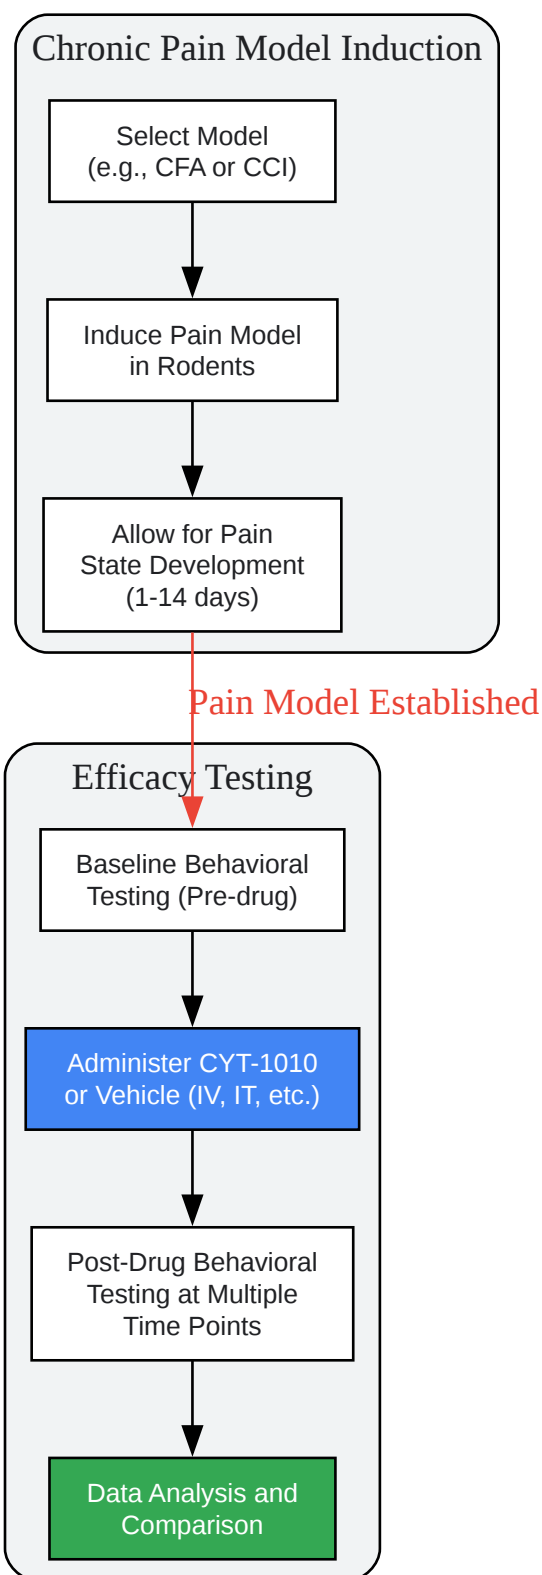 Chronic Pain Model Induction
Select Model
(e.g., CFA or CCI)
Induce Pain Model
in Rodents
Allow for Pain
State Development
(1-14 days)
Pain Model Established
Efficacy Testing
Baseline Behavioral
Testing (Pre-drug)
Administer CYT-1010
or Vehicle (IV, IT, etc.)
Post-Drug Behavioral
Testing at Multiple
Time Points
Data Analysis and
Comparison